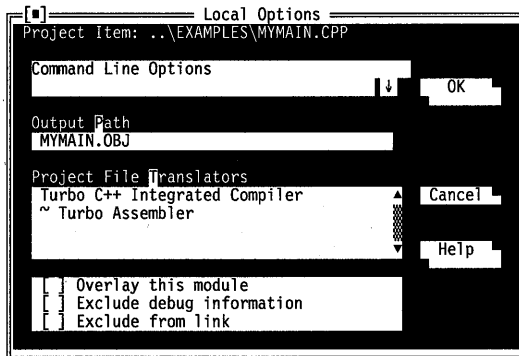 [■] Local Options
Project Item: ..\EXAMPLES\MYMAIN.CPP
Command Line Options
↓ OK
Output Path
MYMAIN.OBJ
Project File Translators
Turbo C++ Integrated Compiler
~ Turbo Assembler
Cancel
Help
[ ] Overlay this module
[ ] Exclude debug information
[ ] Exclude from link